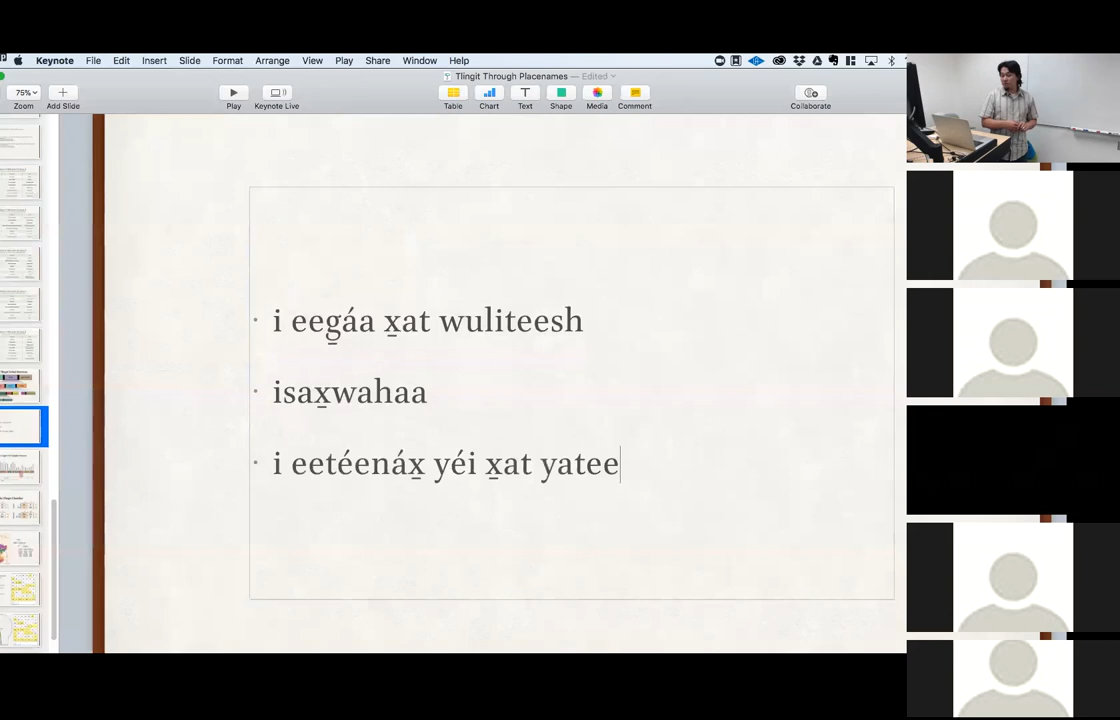 Keynote File Edit Insert Slide Format Arrange View Play Share Window Help
Tlingit Through Placenames — Edited
75%
Zoom Add Slide Play Keynote Live Table Chart Text Shape Media Comment Collaborate
• i eeg̱áa x̱at wuliteesh
• isax̱wahaa
• i eetéenáx̱ yéi x̱at yatee